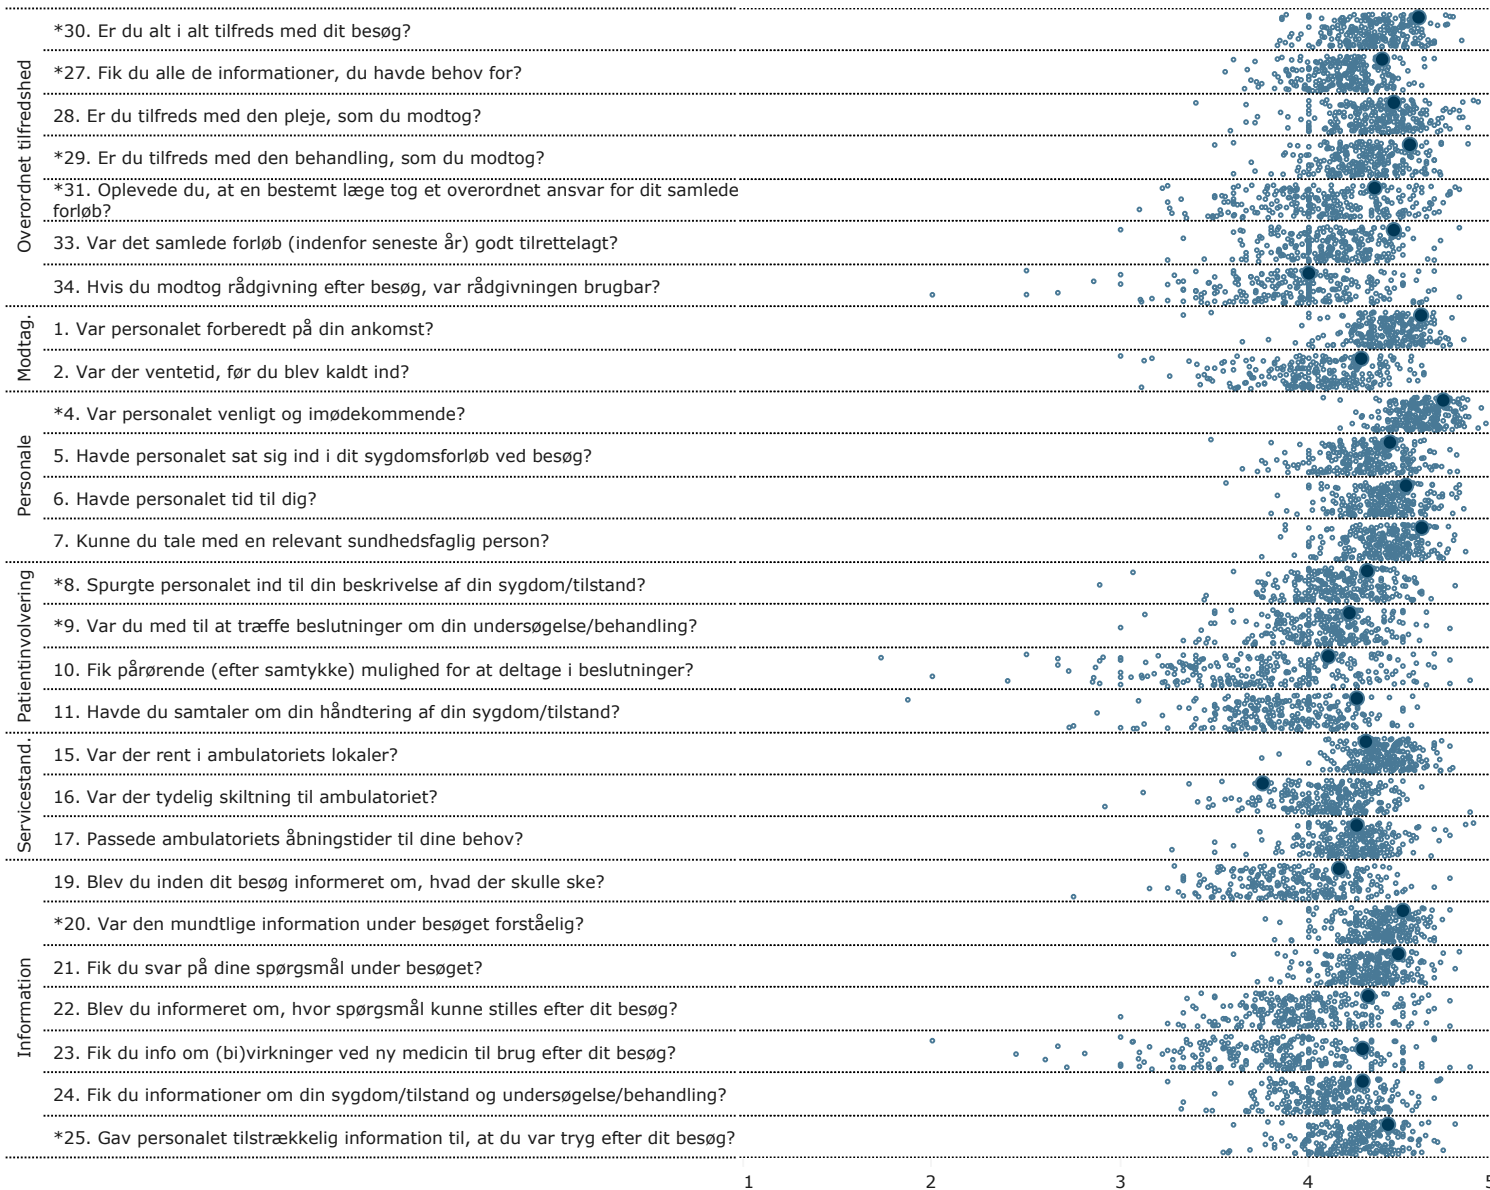 Overordnet tilfredshed
*30. Er du alt i alt tilfreds med dit besøg?
*27. Fik du alle de informationer, du havde behov for?
28. Er du tilfreds med den pleje, som du modtog?
*29. Er du tilfreds med den behandling, som du modtog?
*31. Oplevede du, at en bestemt læge tog et overordnet ansvar for dit samlede
forløb?
33. Var det samlede forløb (indenfor seneste år) godt tilrettelagt?
34. Hvis du modtog rådgivning efter besøg, var rådgivningen brugbar?
Modtag.
1. Var personalet forberedt på din ankomst?
2. Var der ventetid, før du blev kaldt ind?
Personale
*4. Var personalet venligt og imødekommende?
5. Havde personalet sat sig ind i dit sygdomsforløb ved besøg?
6. Havde personalet tid til dig?
7. Kunne du tale med en relevant sundhedsfaglig person?
Patientinvolvering
*8. Spurgte personalet ind til din beskrivelse af din sygdom/tilstand?
*9. Var du med til at træffe beslutninger om din undersøgelse/behandling?
10. Fik pårørende (efter samtykke) mulighed for at deltage i beslutninger?
11. Havde du samtaler om din håndtering af din sygdom/tilstand?
Servicestand.
15. Var der rent i ambulatoriets lokaler?
16. Var der tydelig skiltning til ambulatoriet?
17. Passede ambulatoriets åbningstider til dine behov?
Information
19. Blev du inden dit besøg informeret om, hvad der skulle ske?
*20. Var den mundtlige information under besøget forståelig?
21. Fik du svar på dine spørgsmål under besøget?
22. Blev du informeret om, hvor spørgsmål kunne stilles efter dit besøg?
23. Fik du info om (bi)virkninger ved ny medicin til brug efter dit besøg?
24. Fik du informationer om din sygdom/tilstand og undersøgelse/behandling?
*25. Gav personalet tilstrækkelig information til, at du var tryg efter dit besøg?
1 2 3 4 5